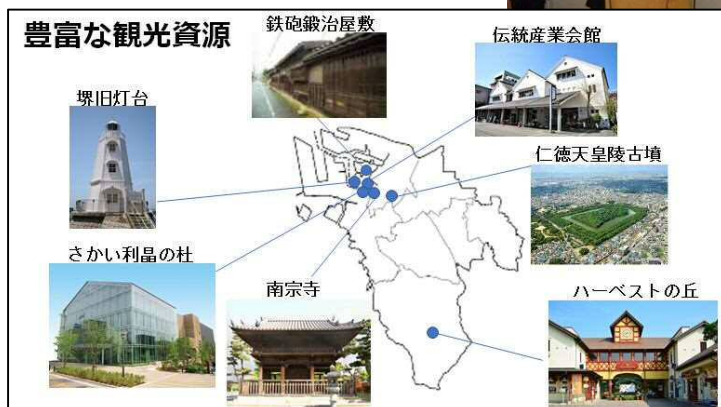 豊富な観光資源
鉄砲鍛冶屋敷
伝統産業会館
堺旧灯台
仁徳天皇陵古墳
さかい利晶の杜
南宗寺
ハーベストの丘